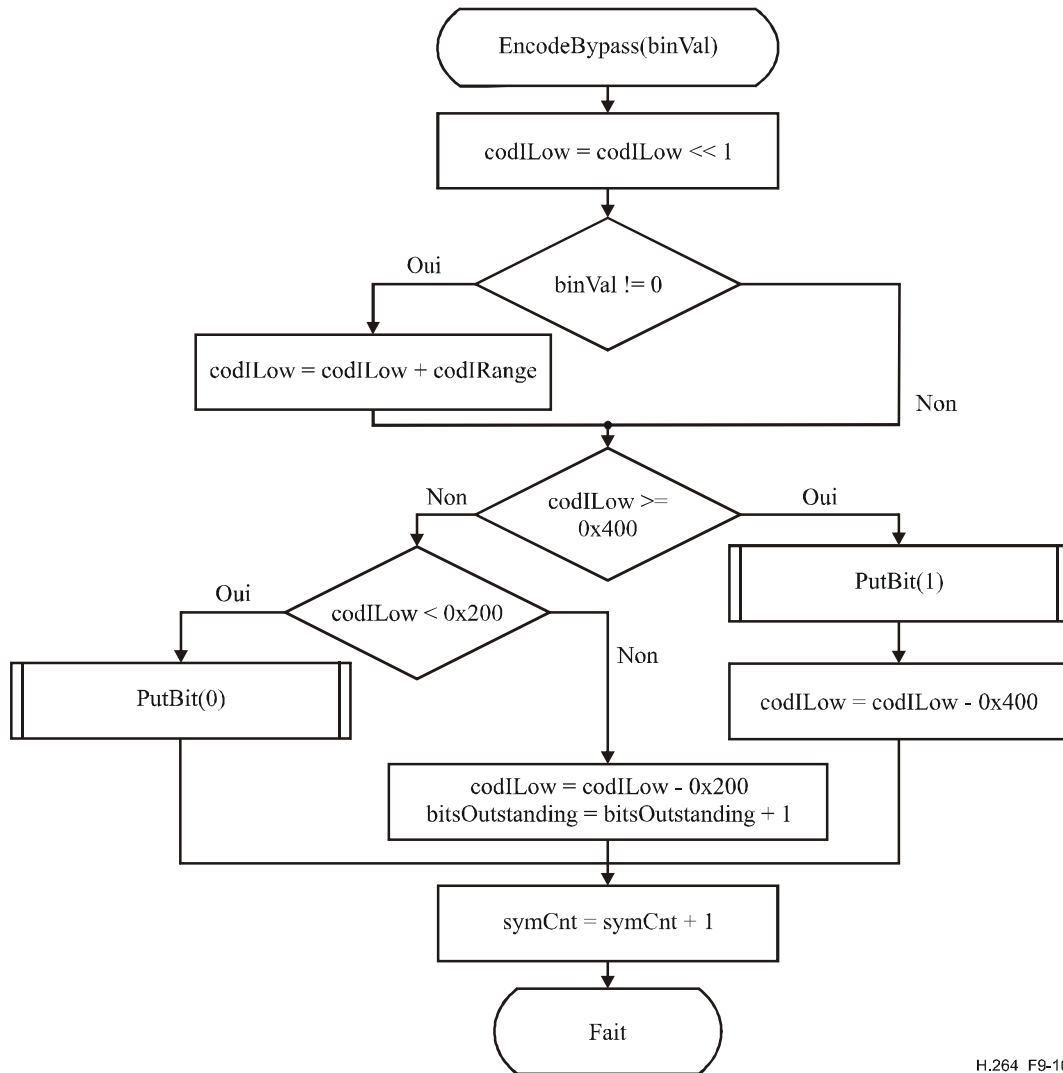 EncodeBypass(binVal)
codILow = codILow << 1
Oui
binVal != 0
codILow = codILow + codIRange
Non
Non
codILow >=
0x400
Oui
PutBit(1)
Oui
codILow < 0x200
Non
PutBit(0)
codILow = codILow - 0x400
codILow = codILow - 0x200
bitsOutstanding = bitsOutstanding + 1
symCnt = symCnt + 1
Fait